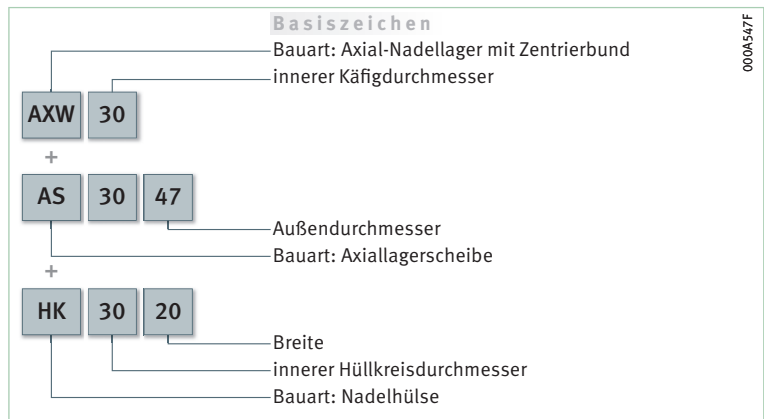 Basiszeichen
Bauart: Axial-Nadellager mit Zentrierbund
innerer Käfigdurchmesser
AXW 30
+
AS 30 47
Außendurchmesser
Bauart: Axiallagerscheibe
+
HK 30 20
Breite
innerer Hüllkreisdurchmesser
Bauart: Nadelhülse
000A547F